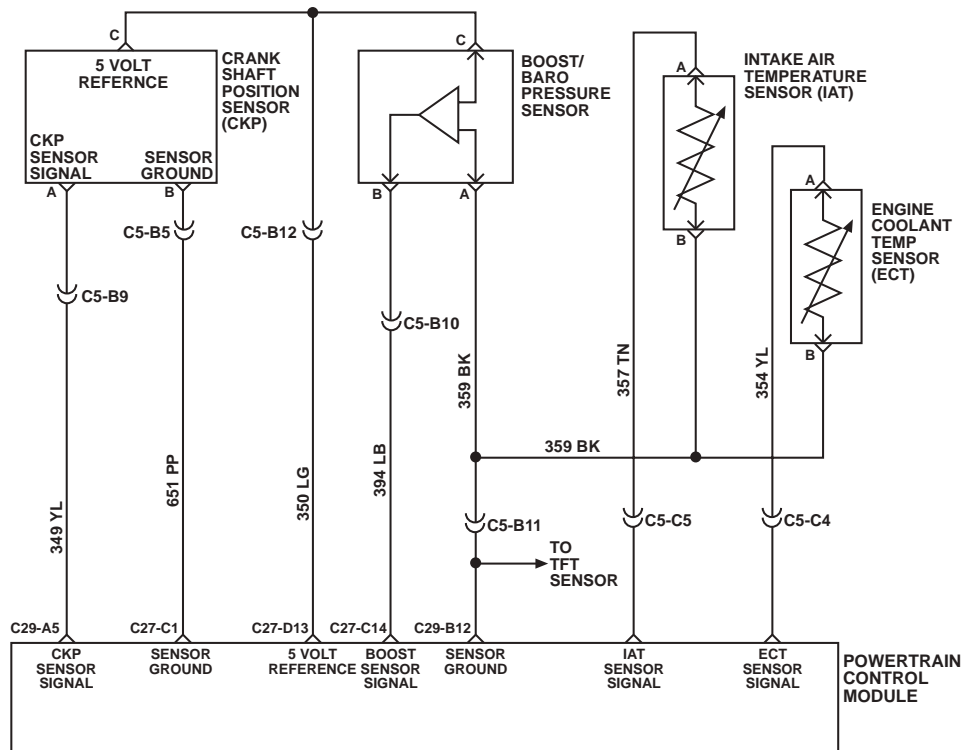 C
5 VOLT
REFERNCE
CKP
SENSOR
SIGNAL
SENSOR
GROUND
A
B
CRANK
SHAFT
POSITION
SENSOR
(CKP)
C
B
A
BOOST/
BARO
PRESSURE
SENSOR
A
B
INTAKE AIR
TEMPERATURE
SENSOR (IAT)
A
B
ENGINE
COOLANT
TEMP
SENSOR
(ECT)
C5-B5
C5-B12
C5-B9
C5-B10
359 BK
357 TN
354 YL
359 BK
349 YL
651 PP
350 LG
394 LB
C5-B11
C5-C5
C5-C4
TO
TFT
SENSOR
C29-A5
C27-C1
C27-D13
C27-C14
C29-B12
CKP
SENSOR
SIGNAL
SENSOR
GROUND
5 VOLT
REFERENCE
BOOST
SENSOR
SIGNAL
SENSOR
GROUND
IAT
SENSOR
SIGNAL
ECT
SENSOR
SIGNAL
POWERTRAIN
CONTROL
MODULE